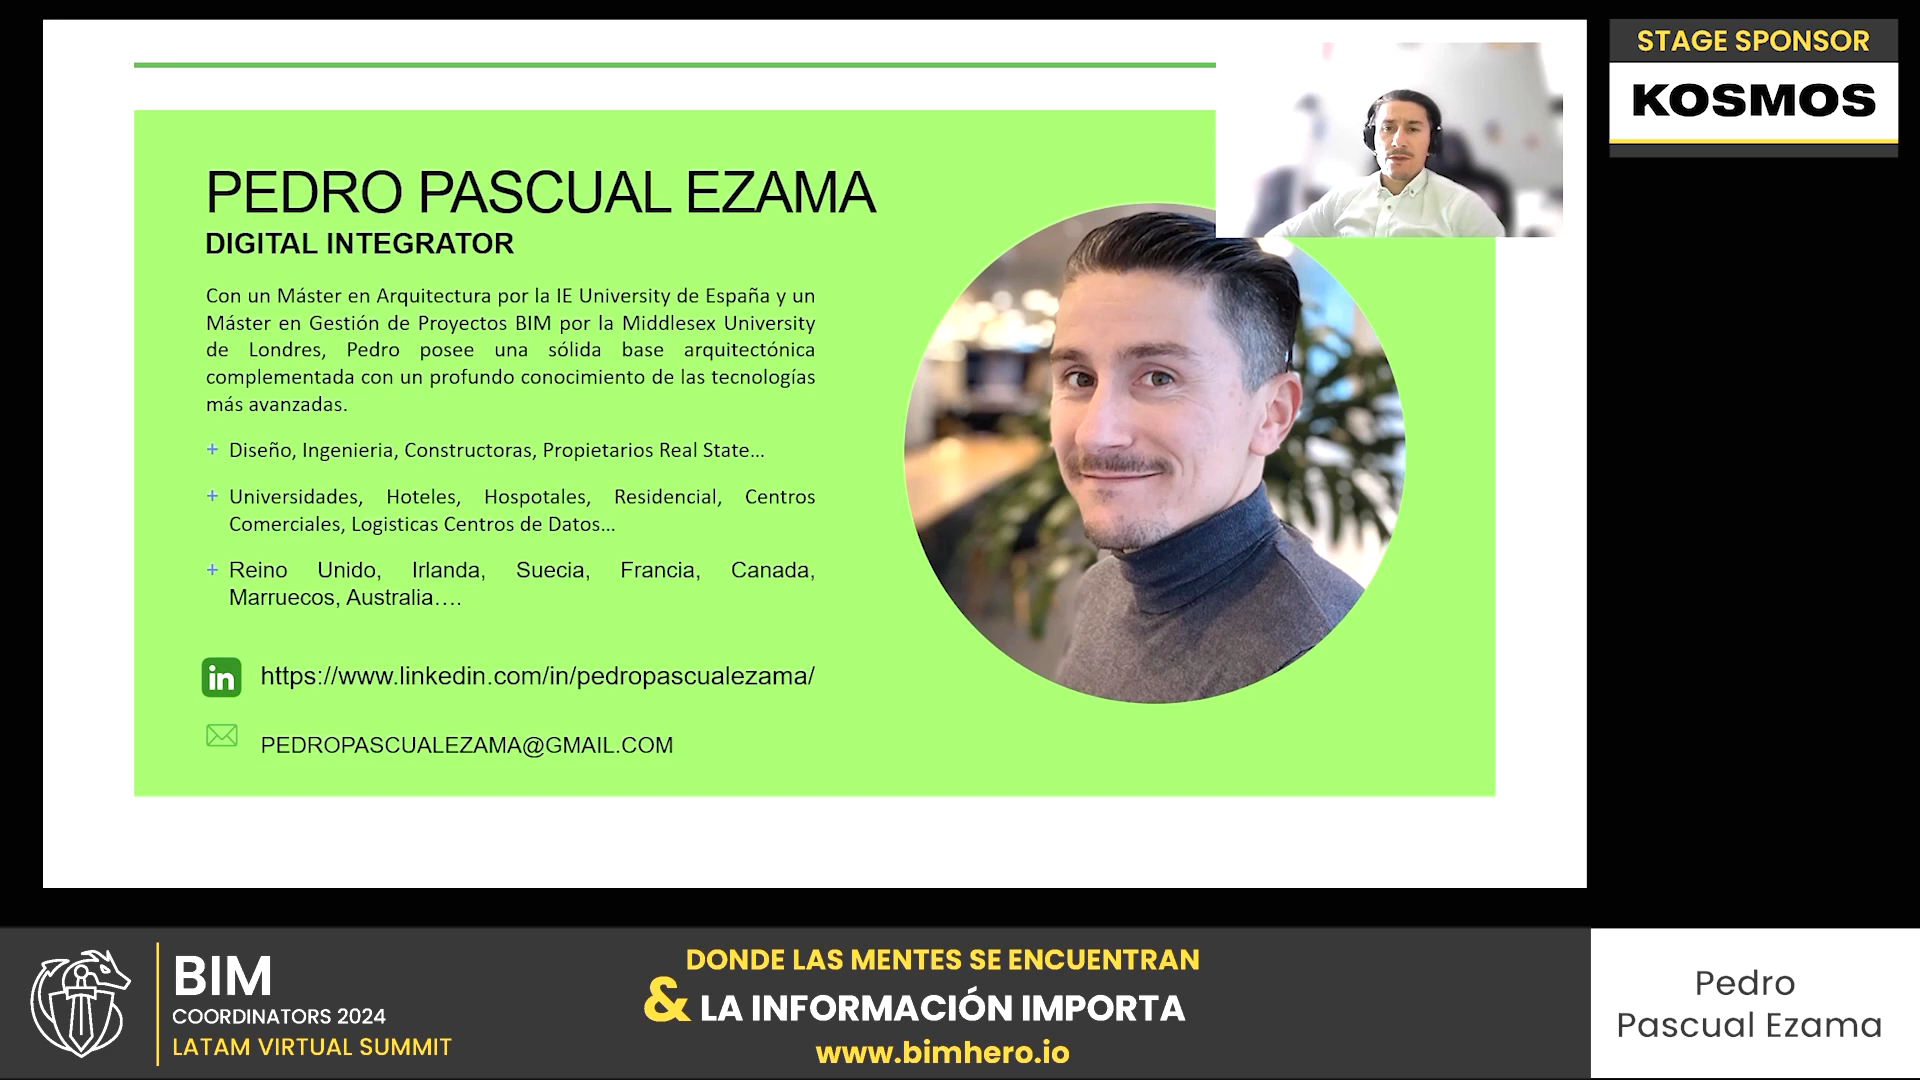 STAGE SPONSOR
KOSMOS
PEDRO PASCUAL EZAMA
DIGITAL INTEGRATOR
Con un Máster en Arquitectura por la IE University de España y un
Máster en Gestión de Proyectos BIM por la Middlesex University
de Londres, Pedro posee una sólida base arquitectónica
complementada con un profundo conocimiento de las tecnologías
más avanzadas.
+ Diseño, Ingenieria, Constructoras, Propietarios Real State...
+ Universidades, Hoteles, Hospotales, Residencial, Centros
Comerciales, Logisticas Centros de Datos...
+ Reino Unido, Irlanda, Suecia, Francia, Canada,
Marruecos, Australia….
in https://www.linkedin.com/in/pedropascualezama/
PEDROPASCUALEZAMA@GMAIL.COM
BIM
COORDINATORS 2024
LATAM VIRTUAL SUMMIT
DONDE LAS MENTES SE ENCUENTRAN
& LA INFORMACIÓN IMPORTA
www.bimhero.io
Pedro
Pascual Ezama